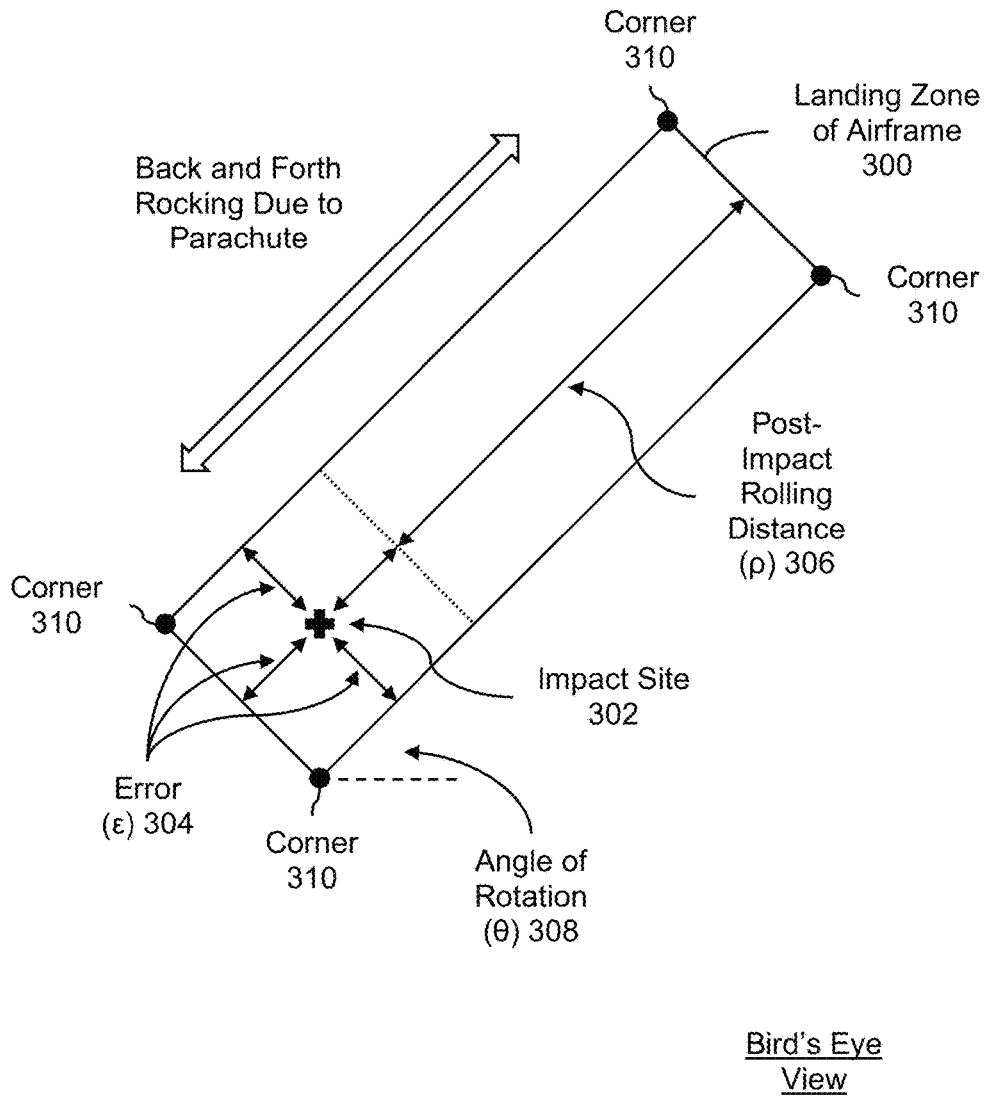 Corner
310
Landing Zone
of Airframe
300
Back and Forth
Rocking Due to
Parachute
Corner
310
Post-
Impact
Rolling
Distance
(ρ) 306
Corner
310
Impact Site
302
Error
(ε) 304
Corner
310
Angle of
Rotation
(θ) 308
Bird's Eye
View